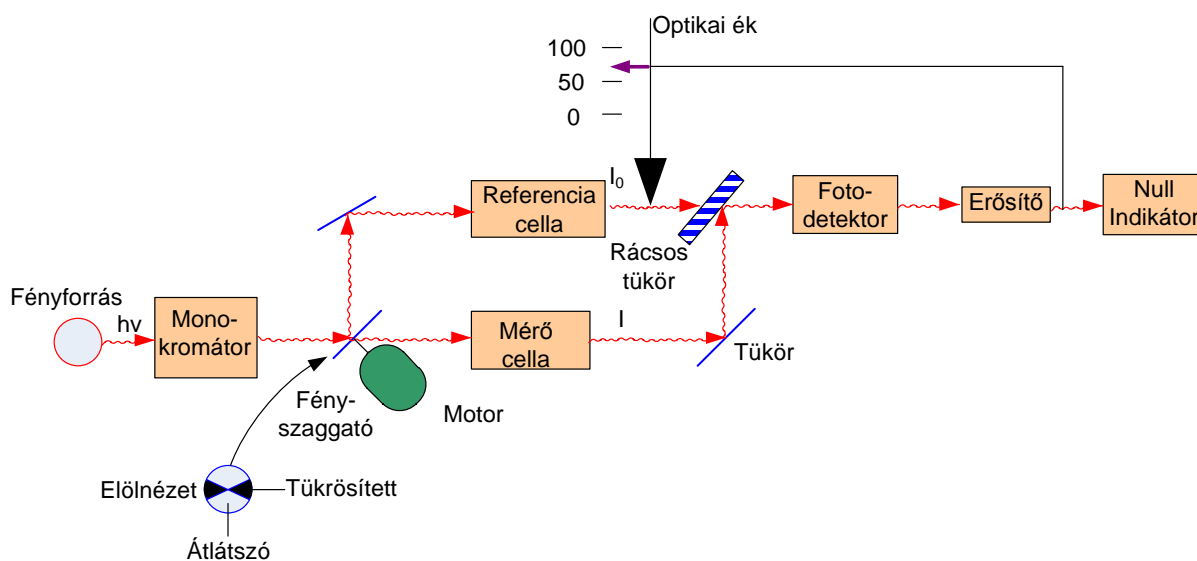 Optikai ék
100
50
0
Referencia
cella
I₀
Rácsos
tükör
Foto-
detektor
Erősítő
Null
Indikátor
Fényforrás
hν
Mono-
kromátor
Mérő
cella
I
Tükör
Fény-
szaggató
Motor
Elölnézet
Tükrösített
Átlátszó